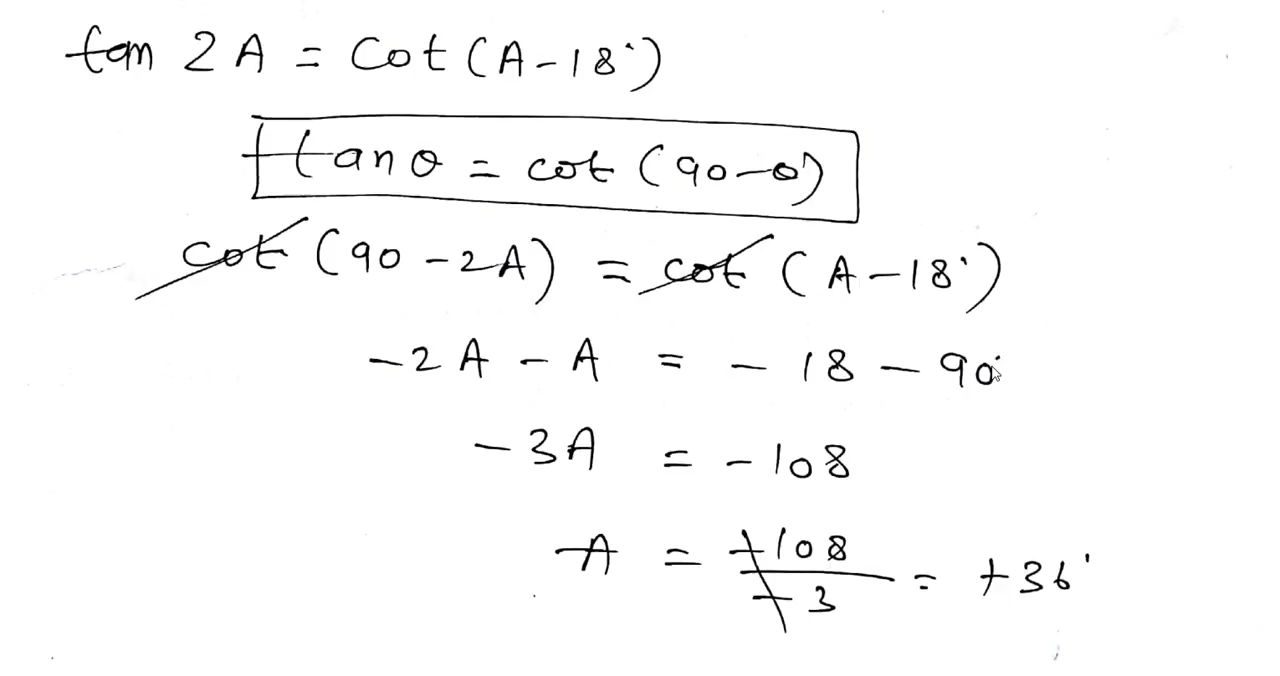 tan 2A = Cot(A-18°)
tanθ = cot (90-θ)
cot (90-2A) = cot (A-18°)
-2A - A = - 18 - 90°
-3A = -108
A = -108/-3 = +36°